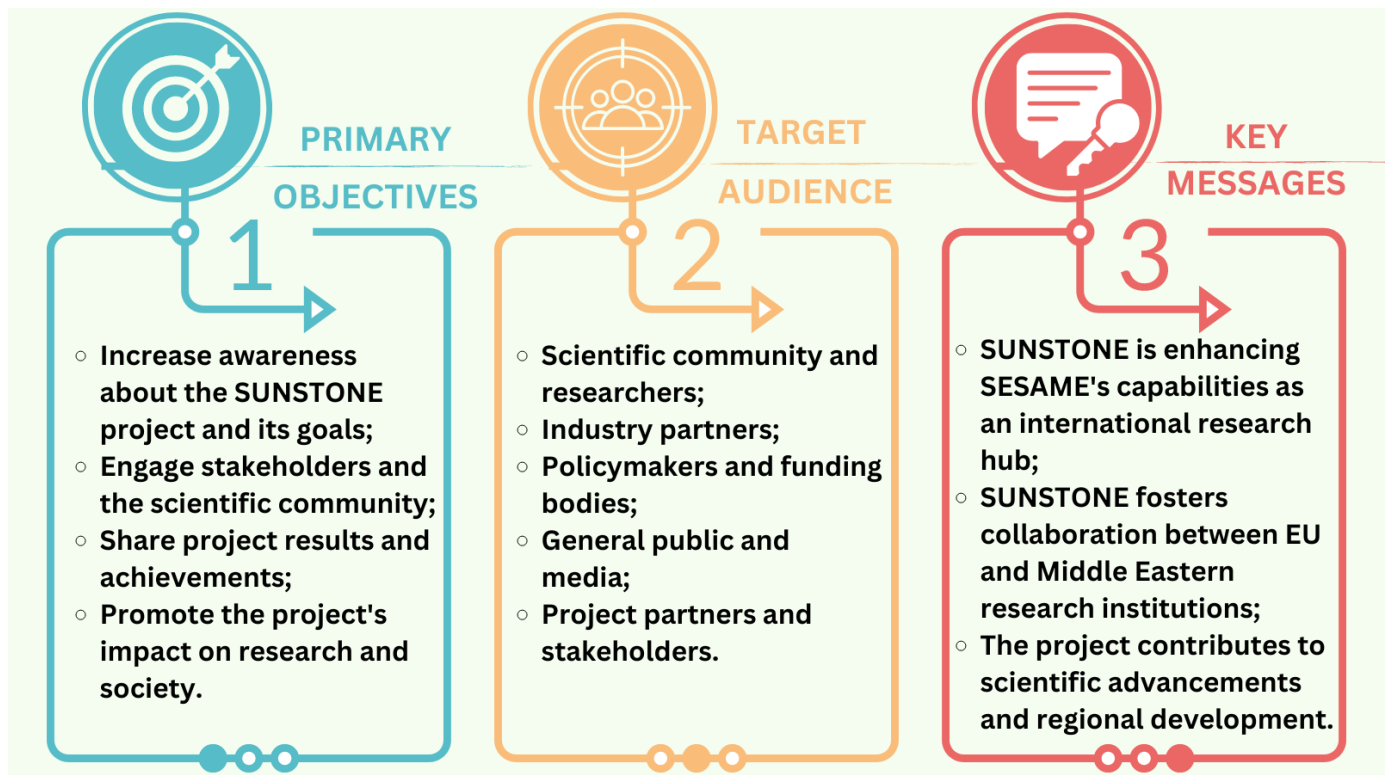 PRIMARY
OBJECTIVES
1
Increase awareness
about the SUNSTONE
project and its goals;
Engage stakeholders and
the scientific community;
Share project results and
achievements;
Promote the project's
impact on research and
society.
TARGET
AUDIENCE
2
Scientific community and
researchers;
Industry partners;
Policymakers and funding
bodies;
General public and
media;
Project partners and
stakeholders.
KEY
MESSAGES
3
SUNSTONE is enhancing
SESAME's capabilities as
an international research
hub;
SUNSTONE fosters
collaboration between EU
and Middle Eastern
research institutions;
The project contributes to
scientific advancements
and regional development.